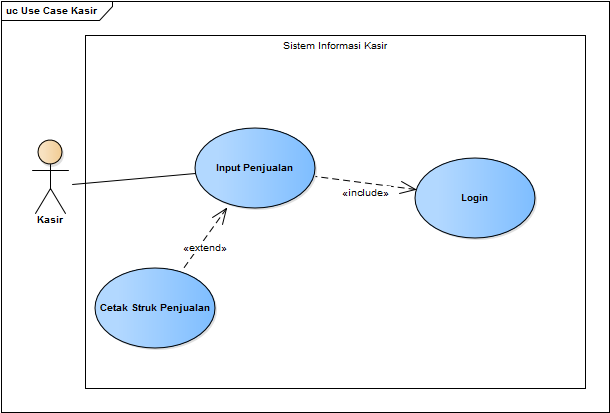 uc Use Case Kasir
Sistem Informasi Kasir
Input Penjualan
«include»
Login
Kasir
«extend»
Cetak Struk Penjualan